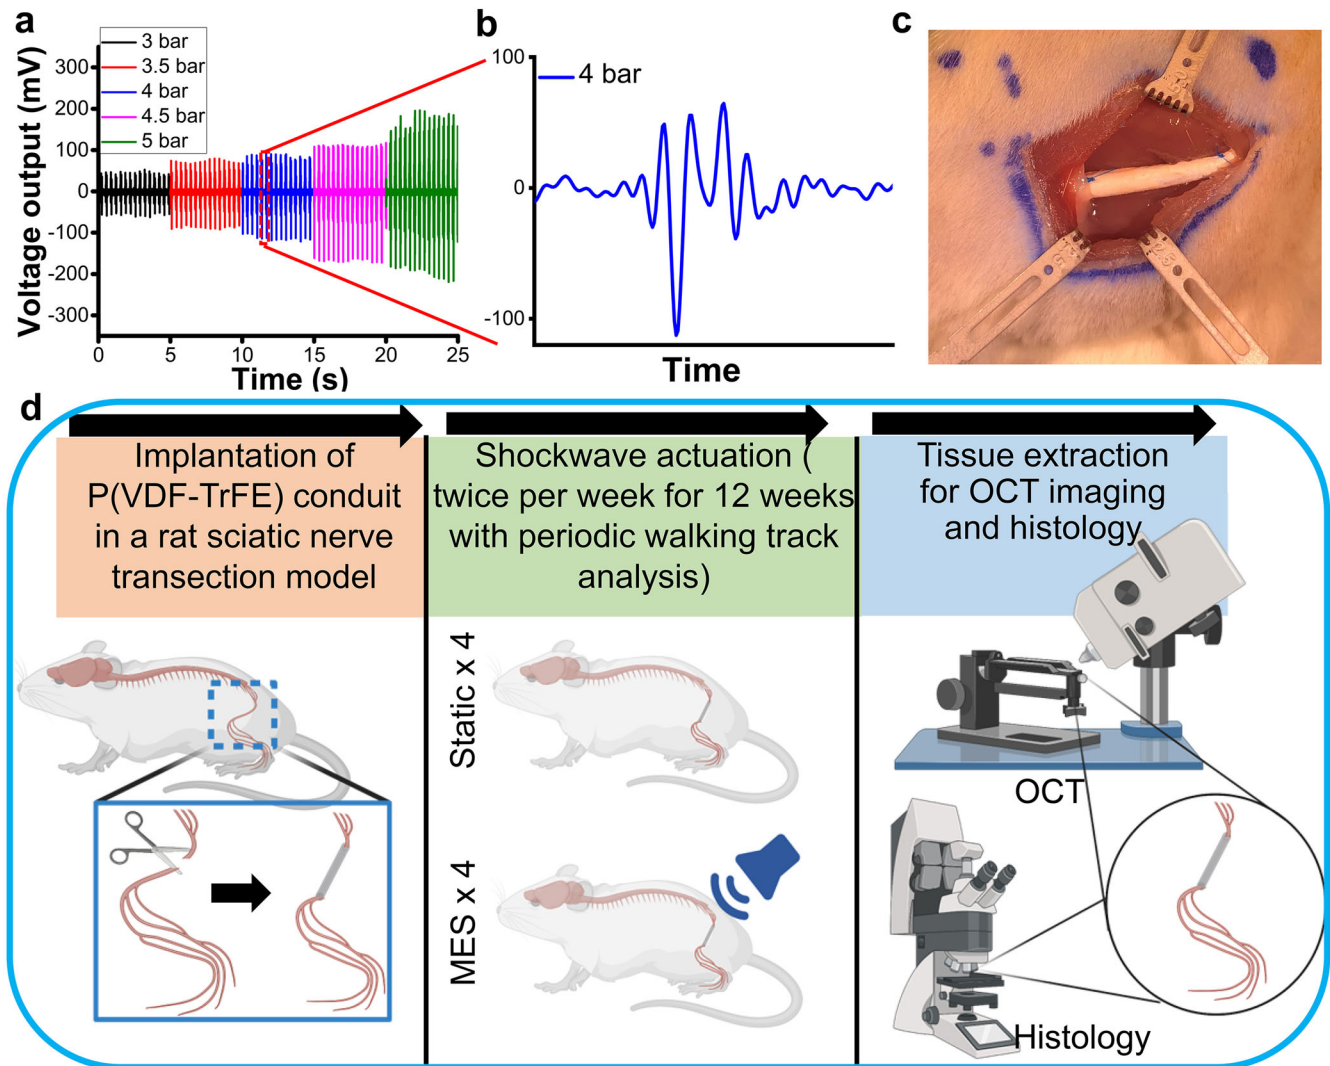 a
3 bar
3.5 bar
4 bar
4.5 bar
5 bar
Voltage output (mV)
300
200
100
0
-100
-200
-300
0 5 10 15 20 25
Time (s)
b
100
4 bar
0
-100
Time
c
d
Implantation of
P(VDF-TrFE) conduit
in a rat sciatic nerve
transection model
Shockwave actuation (
twice per week for 12 weeks
with periodic walking track
analysis)
Tissue extraction
for OCT imaging
and histology
Static x 4
MES x 4
OCT
Histology